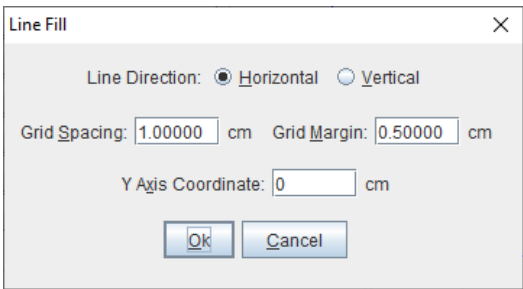 Line Fill
Line Direction: Horizontal Vertical
Grid Spacing: 1.00000 cm Grid Margin: 0.50000 cm
Y Axis Coordinate: 0 cm
Ok Cancel